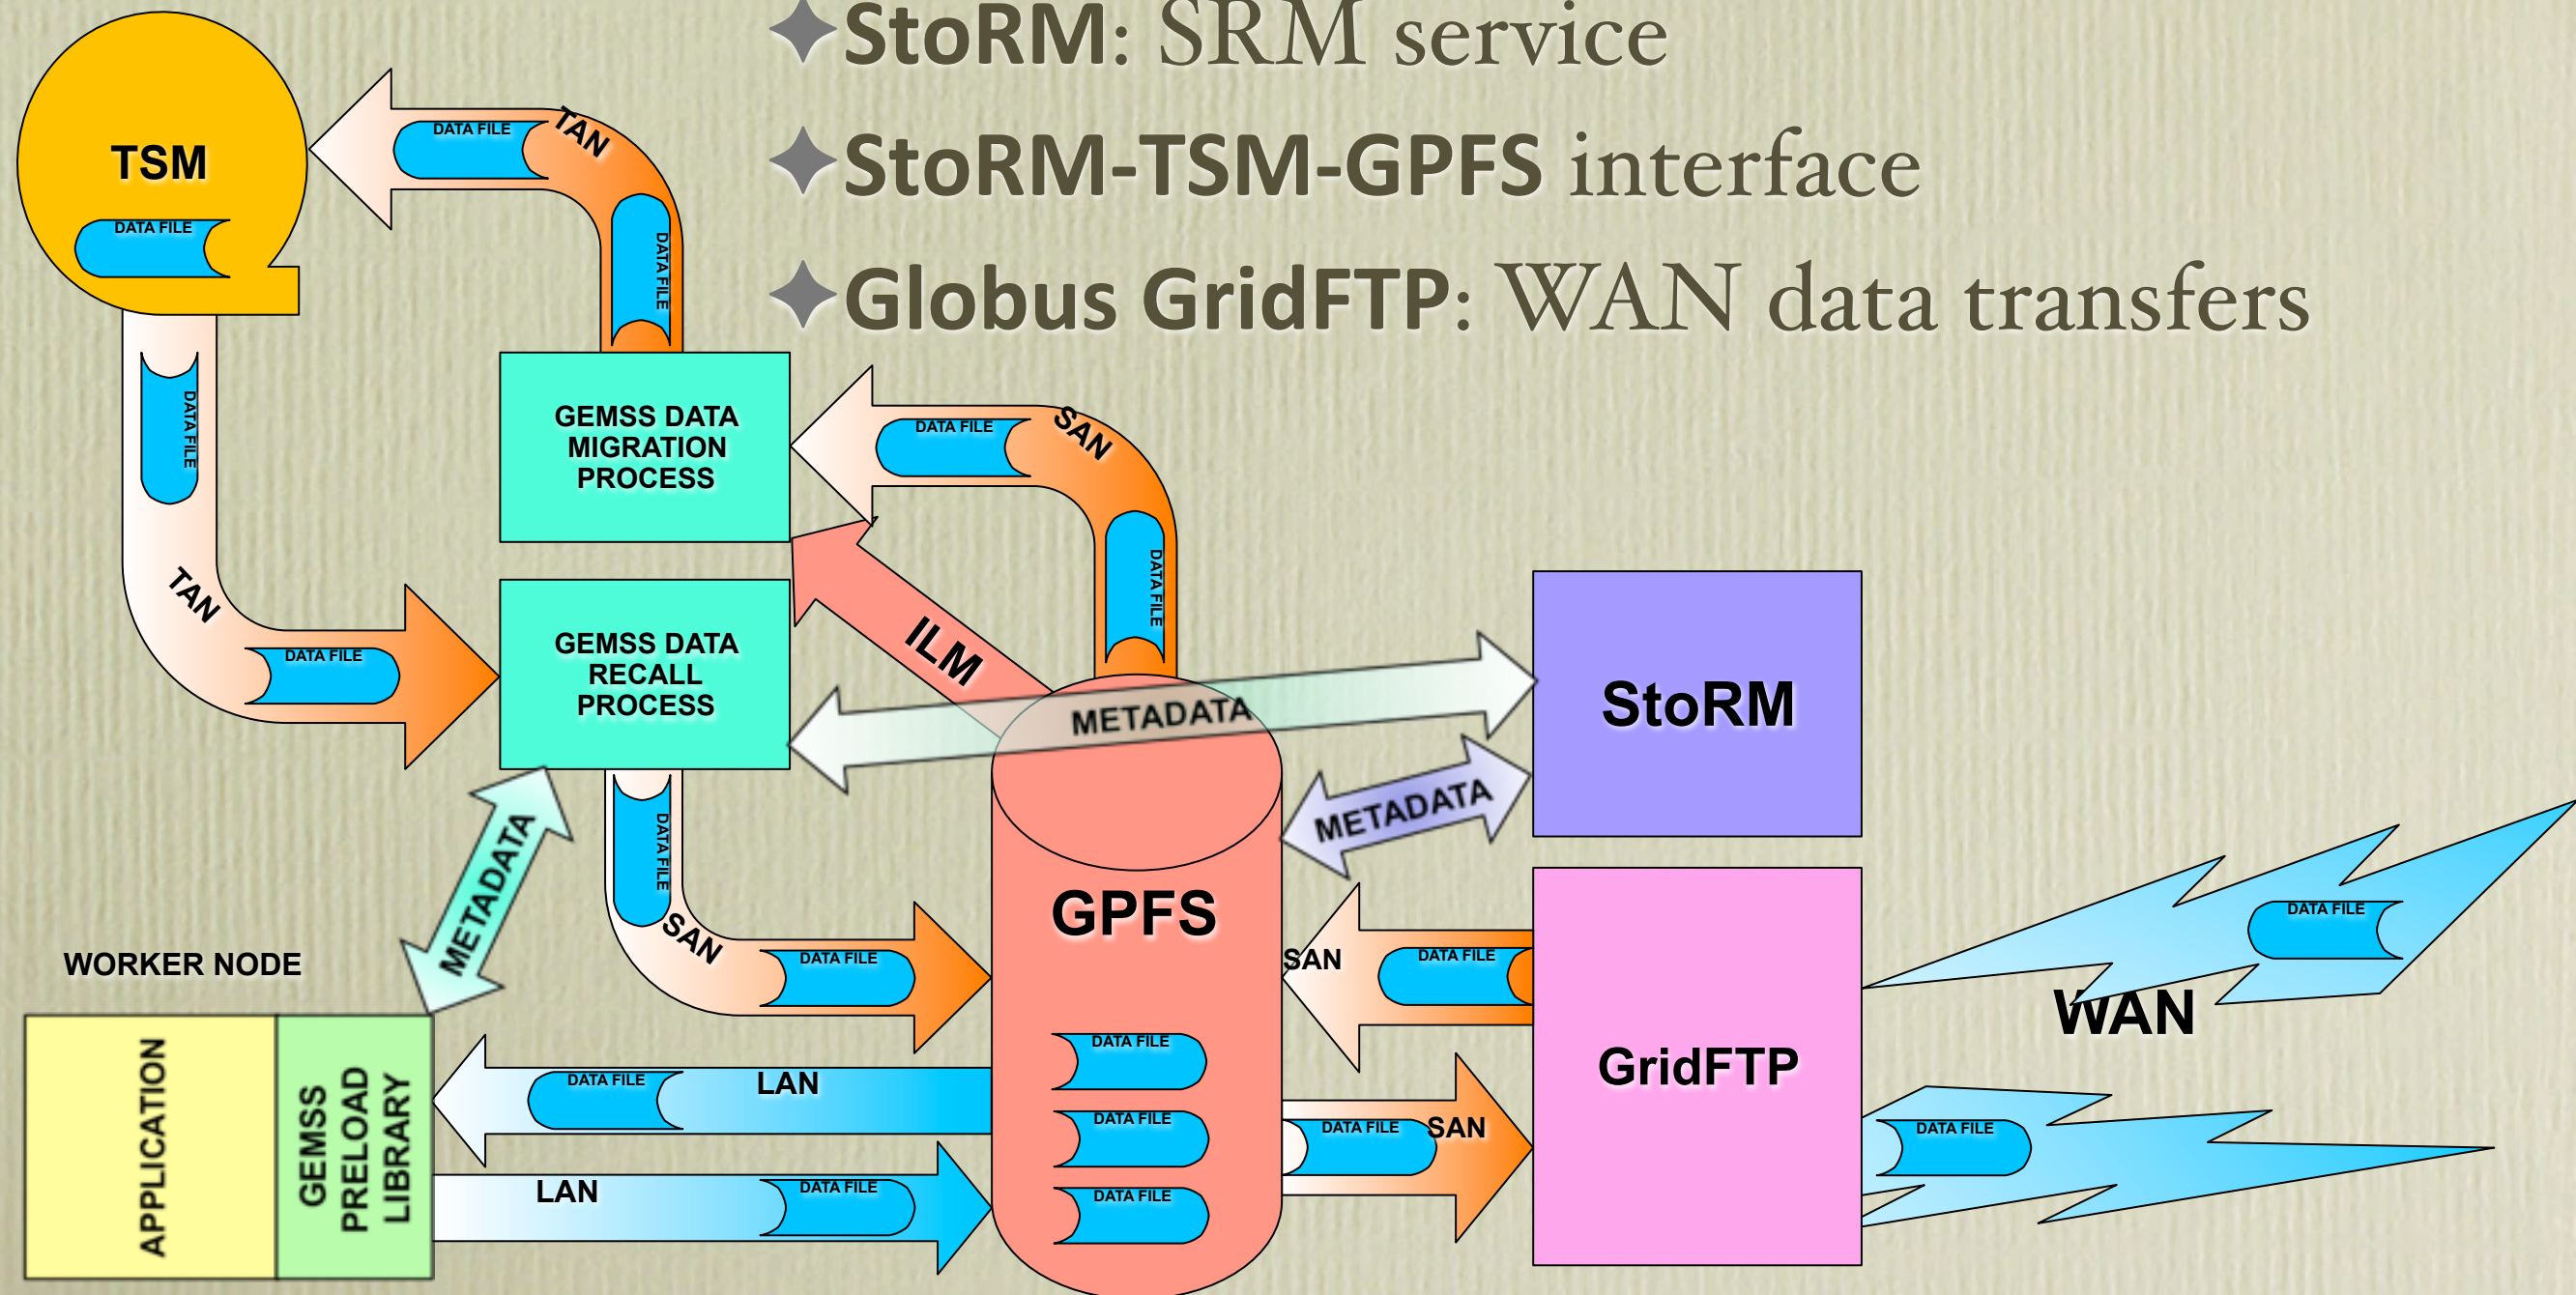 ✦StoRM: SRM service
✦StoRM-TSM-GPFS interface
✦Globus GridFTP: WAN data transfers
TSM
DATA FILE
DATA FILE
TAN
DATA FILE
DATA FILE
TAN
DATA FILE
GEMSS DATA
MIGRATION
PROCESS
DATA FILE
SAN
DATA FILE
ILM
GEMSS DATA
RECALL
PROCESS
METADATA
StoRM
METADATA
METADATA
DATA FILE
SAN
DATA FILE
GPFS
DATA FILE
DATA FILE
DATA FILE
WORKER NODE
APPLICATION
GEMSS
PRELOAD
LIBRARY
DATA FILE
LAN
LAN
DATA FILE
SAN
DATA FILE
DATA FILE
SAN
GridFTP
DATA FILE
WAN
DATA FILE